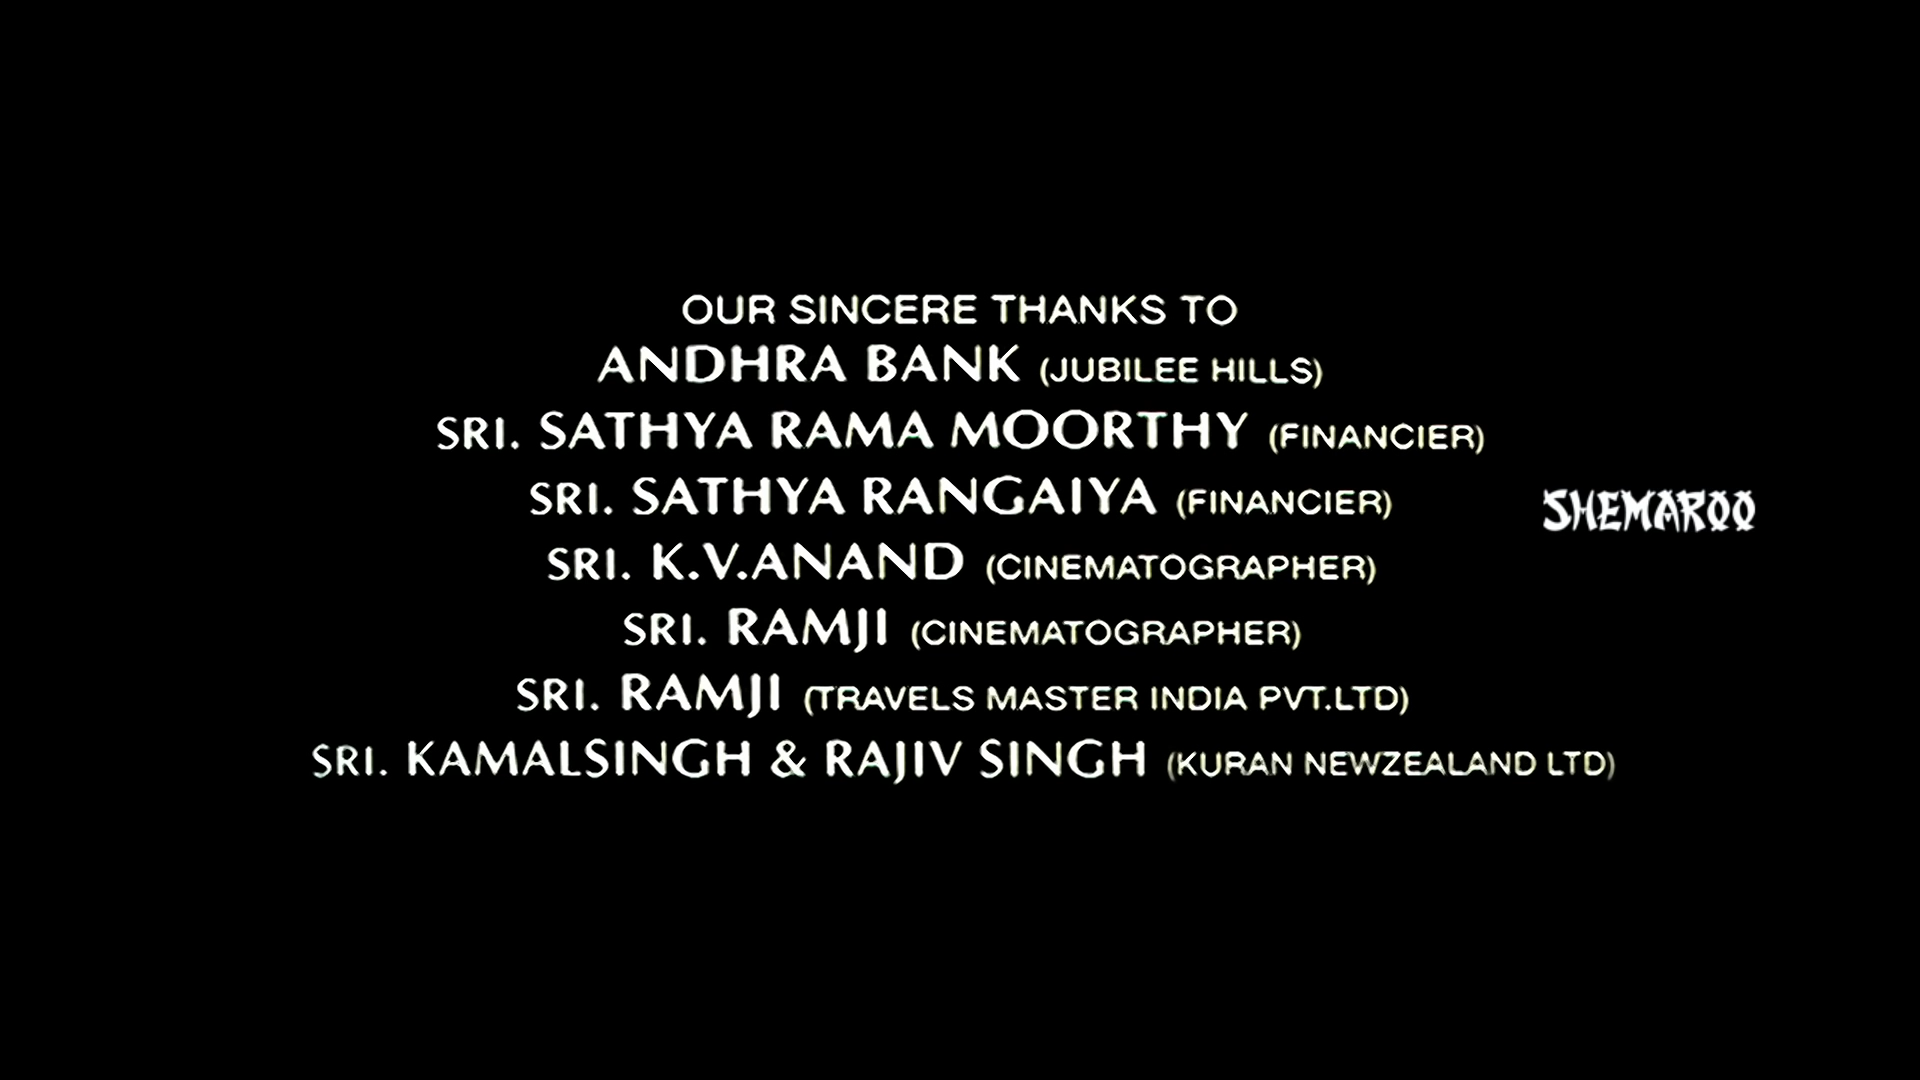 OUR SINCERE THANKS TO
ANDHRA BANK (JUBILEE HILLS)
SRI. SATHYA RAMA MOORTHY (FINANCIER)
SRI. SATHYA RANGAIYA (FINANCIER)
SHEMAROO
SRI. K.V.ANAND (CINEMATOGRAPHER)
SRI. RAMJI (CINEMATOGRAPHER)
SRI. RAMJI (TRAVELS MASTER INDIA PVT.LTD)
SRI. KAMALSINGH & RAJIV SINGH (KURAN NEWZEALAND LTD)